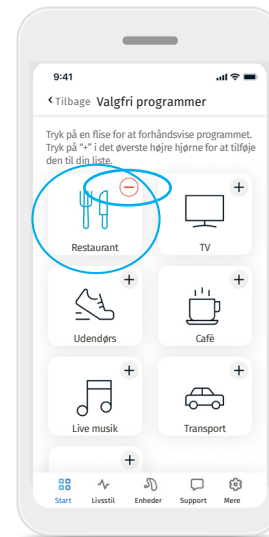 9:41
Tilbage Valgfri programmer
Tryk på en flise for at forhåndsvise programmet.
Tryk på “+” i det øverste højre hjørne for at tilføje
den til din liste.
Restaurant
TV
Udendørs
Café
Live musik
Transport
Start Livsstil Enheder Support Mere